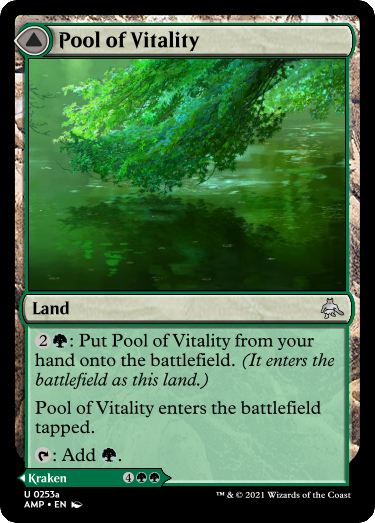 Pool of Vitality
Land
2 : Put Pool of Vitality from your
hand onto the battlefield. (It enters the
battlefield as this land.)
Pool of Vitality enters the battlefield
tapped.
: Add .
Kraken 4
U 0253a
AMP • EN
™ & © 2021 Wizards of the Coast